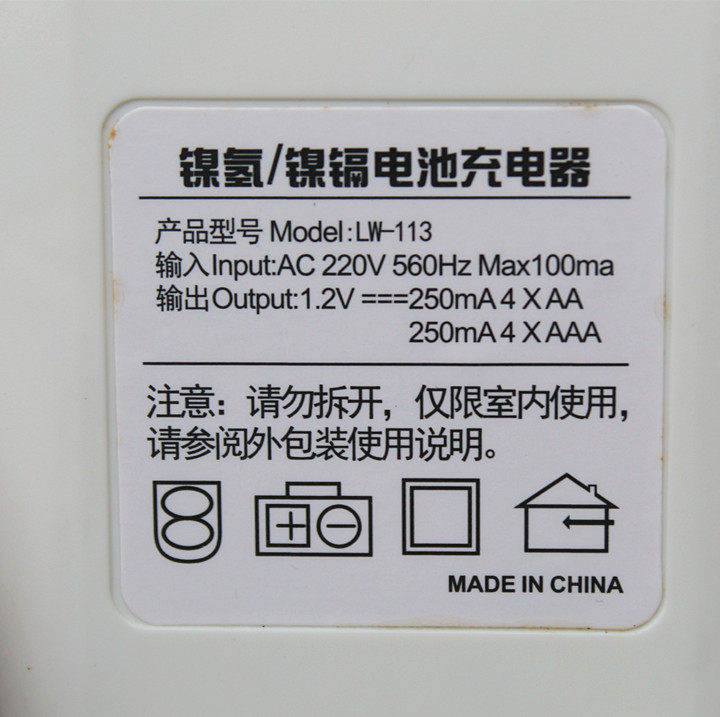 镍氢/镍镉电池充电器
产品型号 Model:LW-113
输入Input:AC 220V 560Hz Max100ma
输出Output:1.2V ===250mA 4 X AA
250mA 4 X AAA
注意：请勿拆开，仅限室内使用，
请参阅外包装使用说明。
MADE IN CHINA